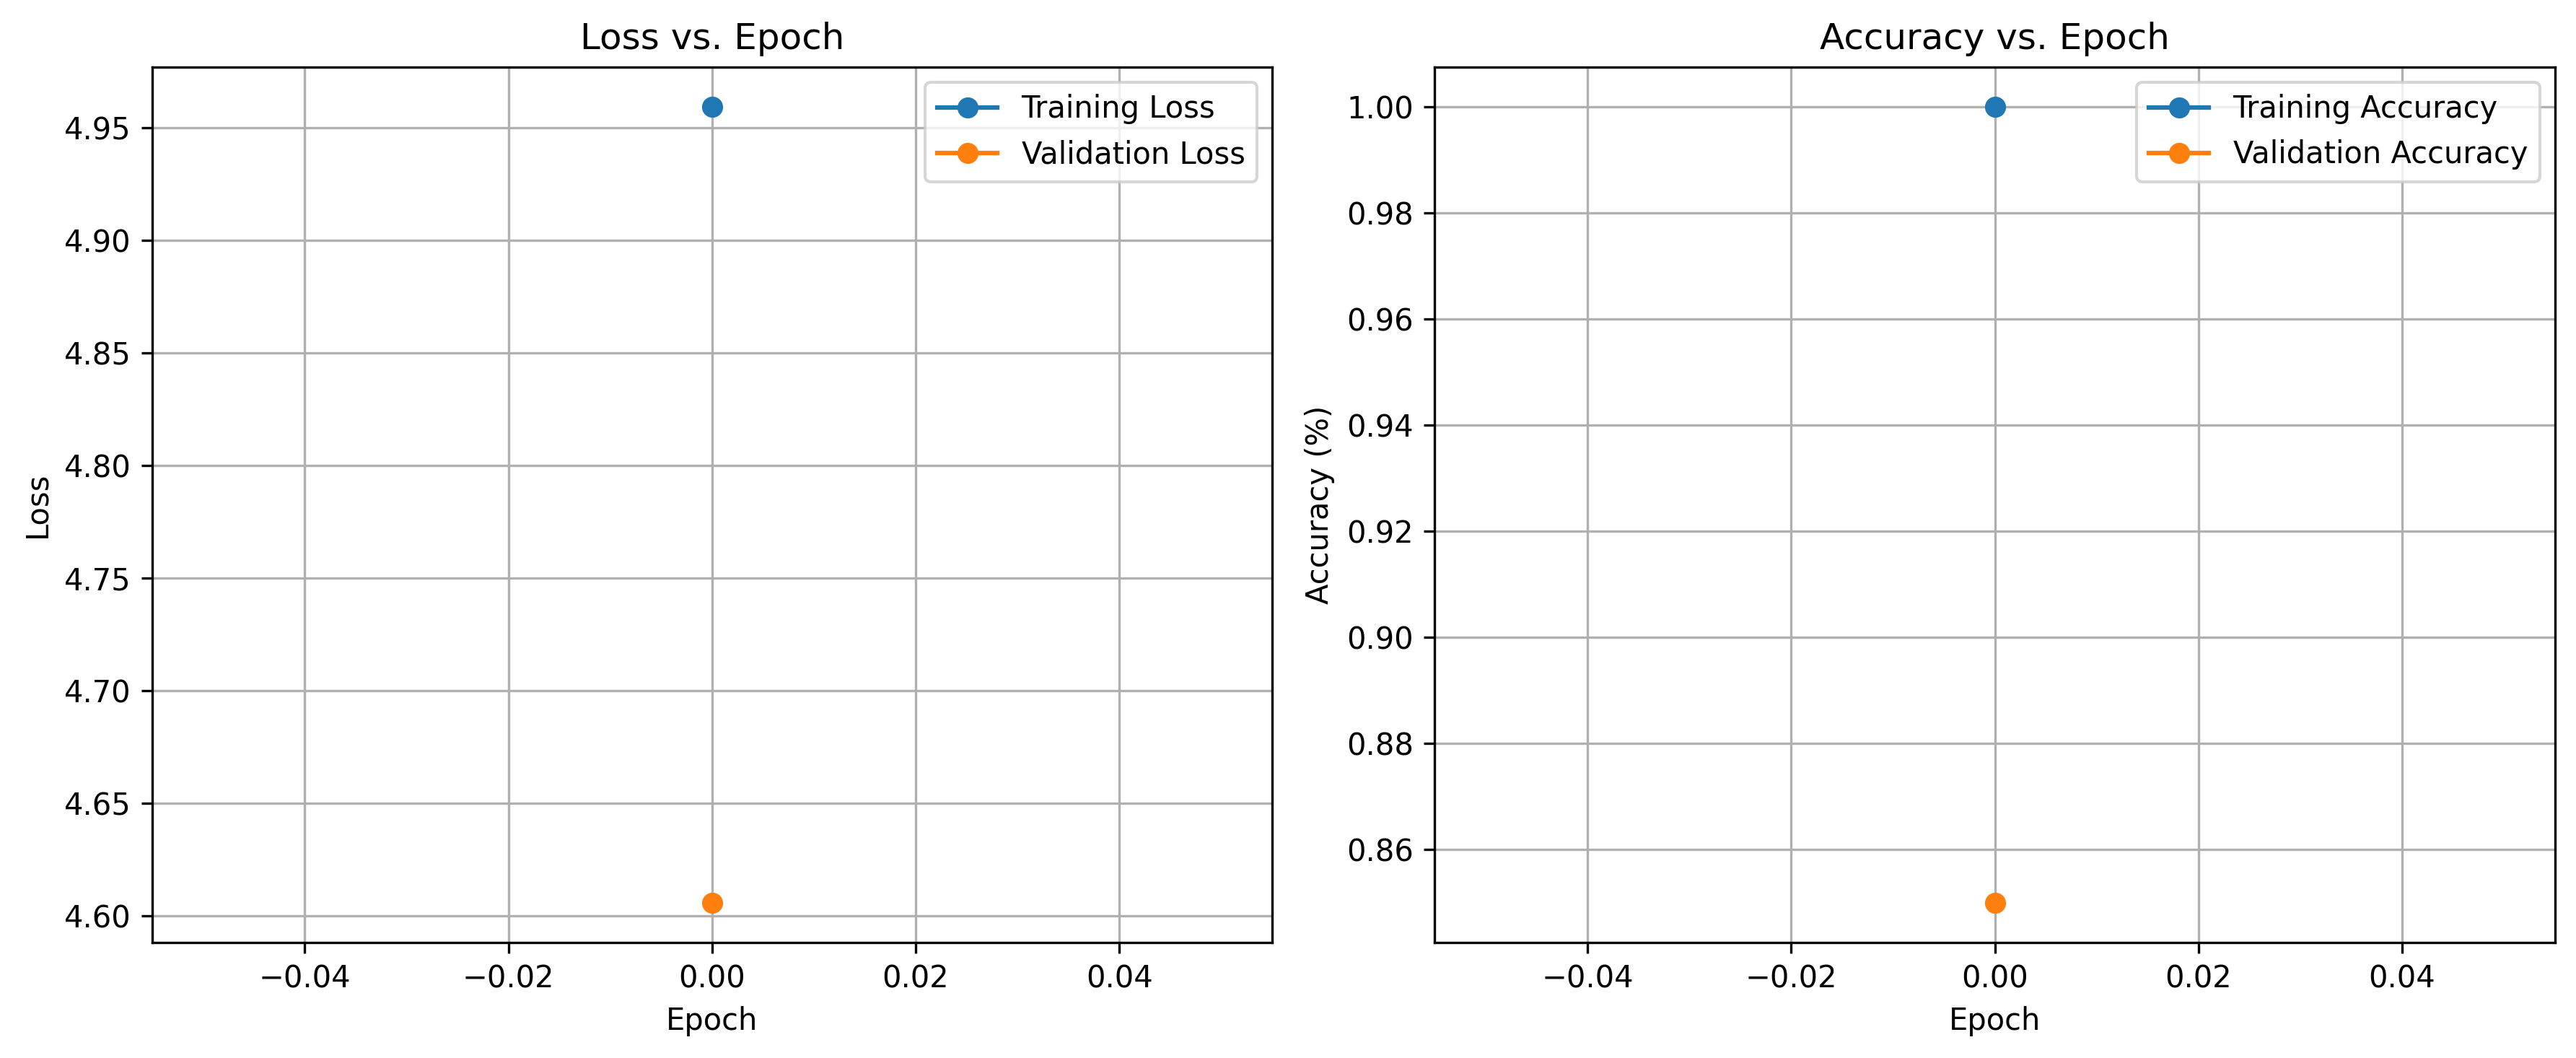 Loss vs. Epoch
Training Loss
Validation Loss
4.95
4.90
4.85
4.80
4.75
4.70
4.65
4.60
Loss
−0.04 −0.02 0.00 0.02 0.04
Epoch
Accuracy vs. Epoch
Training Accuracy
Validation Accuracy
1.00
0.98
0.96
0.94
0.92
0.90
0.88
0.86
Accuracy (%)
−0.04 −0.02 0.00 0.02 0.04
Epoch